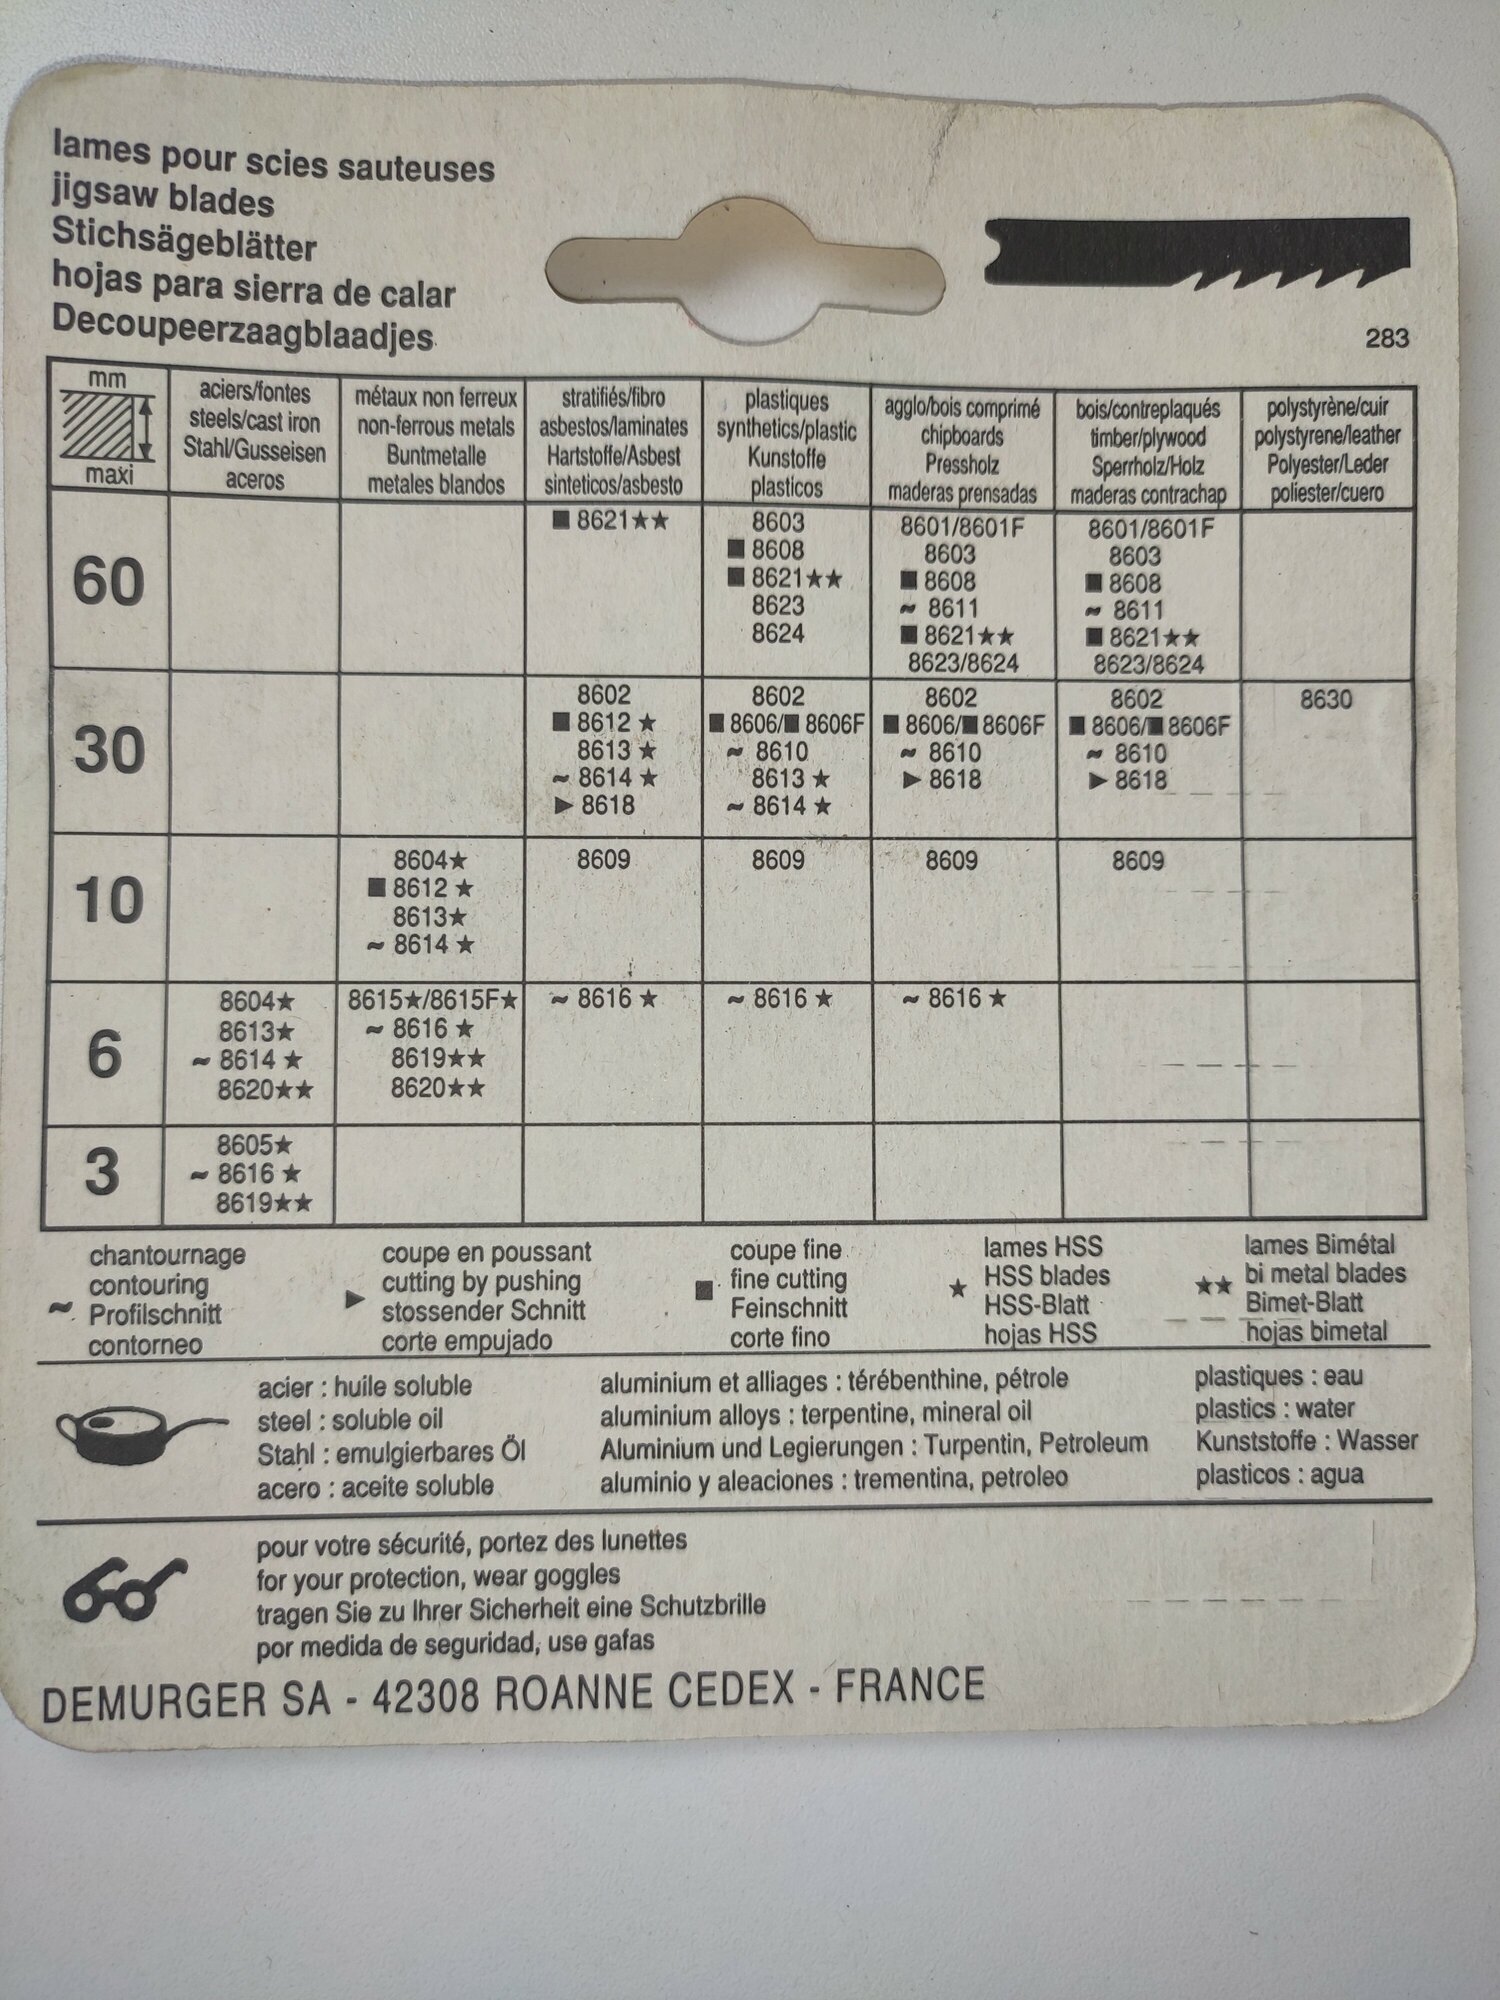 lames pour scies sauteuses
jigsaw blades
Stichsägeblätter
hojas para sierra de calar
Decoupeerzaagblaadjes
283
mm
maxi
aciers/fontes
steels/cast iron
Stahl/Gusseisen
aceros
métaux non ferreux
non-ferrous metals
Buntmetalle
metales blandos
stratifiés/fibro
asbestos/laminates
Hartstoffe/Asbest
sinteticos/asbesto
plastiques
synthetics/plastic
Kunstoffe
plasticos
agglo/bois comprimé
chipboards
Pressholz
maderas prensadas
bois/contreplaqués
timber/plywood
Sperrholz/Holz
maderas contrachap
polystyrène/cuir
polystyrene/leather
Polyester/Leder
poliester/cuero
60
■ 8621★★
8603
■ 8608
■ 8621★★
8623
8624
8601/8601F
8603
■ 8608
~ 8611
■ 8621★★
8623/8624
8601/8601F
8603
■ 8608
~ 8611
■ 8621★★
8623/8624
30
8602
■ 8612 ★
8613 ★
~ 8614 ★
▶ 8618
8602
■ 8606/■ 8606F
~ 8610
8613 ★
~ 8614 ★
8602
■ 8606/■ 8606F
~ 8610
▶ 8618
8602
■ 8606/■ 8606F
~ 8610
▶ 8618
8630
10
8604★
■ 8612 ★
8613★
~ 8614 ★
8609
8609
8609
8609
6
8604★
8613★
~ 8614 ★
8620★★
8615★/8615F★
~ 8616 ★
8619★★
8620★★
~ 8616 ★
~ 8616 ★
~ 8616 ★
3
8605★
~ 8616 ★
8619★★
~
chantournage
contouring
Profilschnitt
contorneo
▶
coupe en poussant
cutting by pushing
stossender Schnitt
corte empujado
■
coupe fine
fine cutting
Feinschnitt
corte fino
★
lames HSS
HSS blades
HSS-Blatt
hojas HSS
★★
lames Bimétal
bi metal blades
Bimet-Blatt
hojas bimetal
acier : huile soluble
steel : soluble oil
Stahl : emulgierbares Öl
acero : aceite soluble
aluminium et alliages : térébenthine, pétrole
aluminium alloys : terpentine, mineral oil
Aluminium und Legierungen : Turpentin, Petroleum
aluminio y aleaciones : trementina, petroleo
plastiques : eau
plastics : water
Kunststoffe : Wasser
plasticos : agua
pour votre sécurité, portez des lunettes
for your protection, wear goggles
tragen Sie zu Ihrer Sicherheit eine Schutzbrille
por medida de seguridad, use gafas
DEMURGER SA - 42308 ROANNE CEDEX - FRANCE